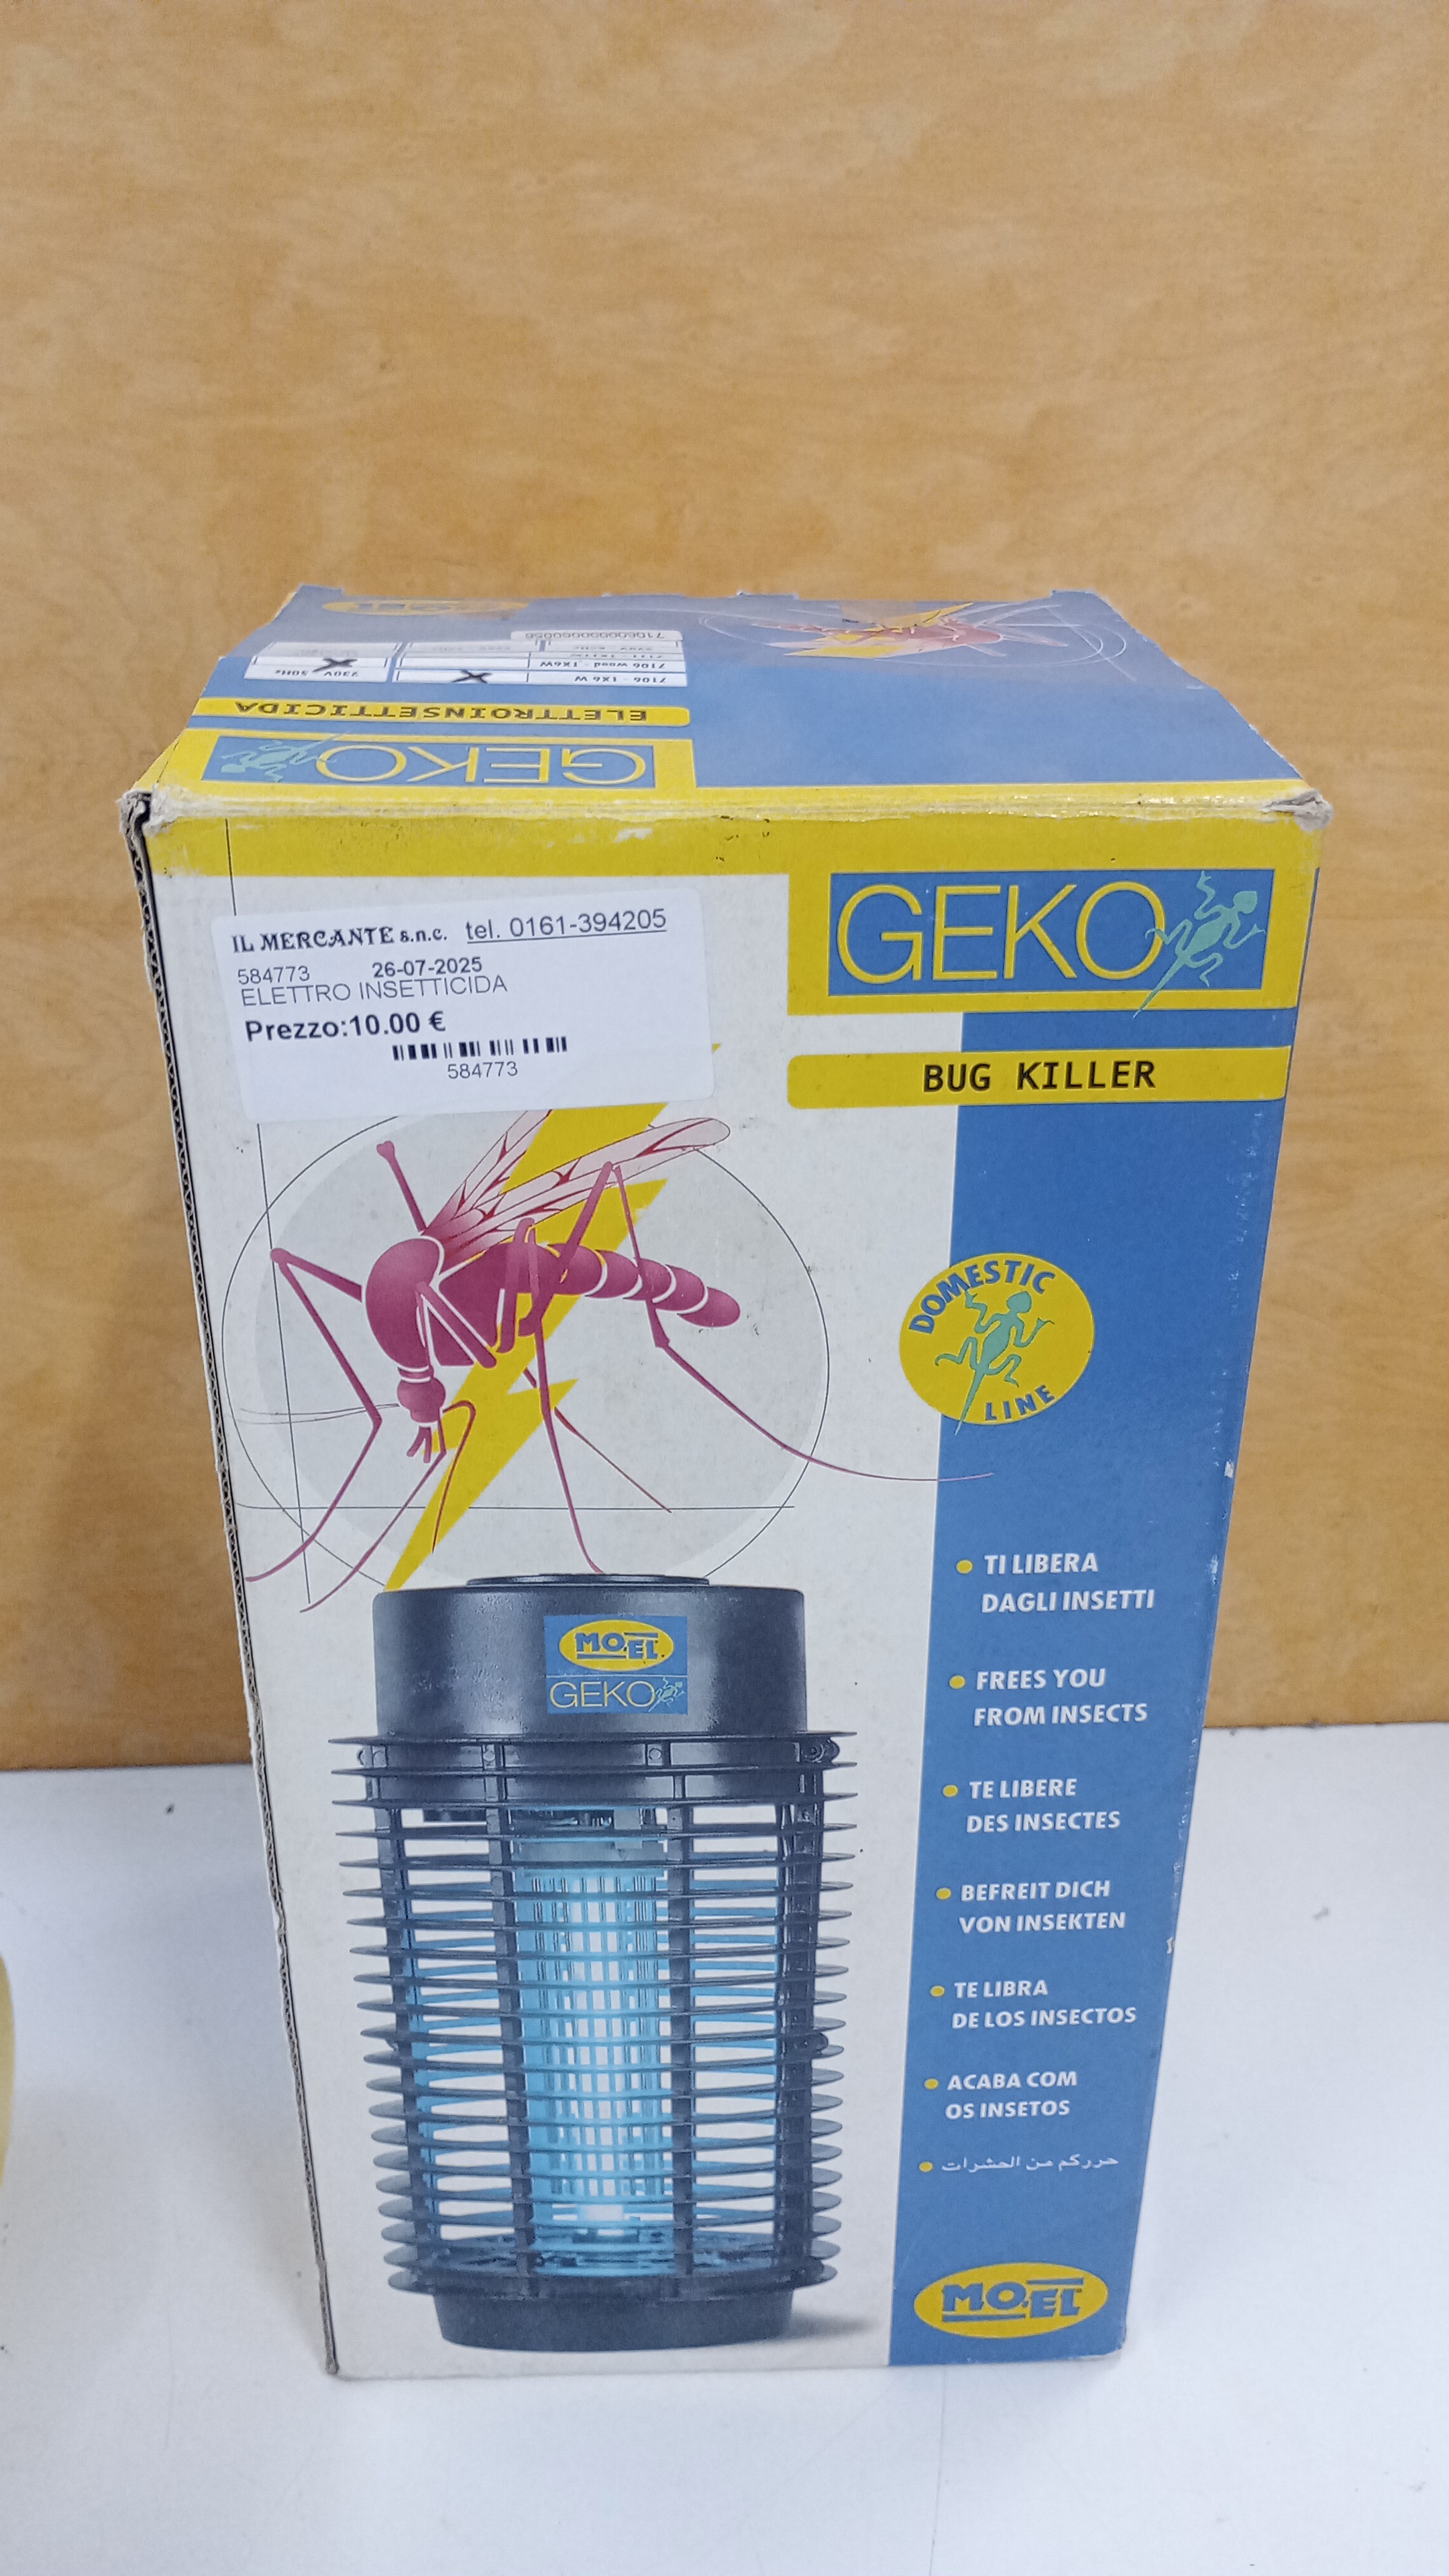 7106 - 1X6 W
230V 50Hz
7106 wood - 1X6W
ELETTROINSETTICIDA
GEKO
GEKO
BUG KILLER
IL MERCANTE s.n.c. tel. 0161-394205
584773 26-07-2025
ELETTRO INSETTICIDA
Prezzo:10.00 €
584773
DOMESTIC
LINE
TI LIBERA
DAGLI INSETTI
FREES YOU
FROM INSECTS
TE LIBERE
DES INSECTES
BEFREIT DICH
VON INSEKTEN
TE LIBRA
DE LOS INSECTOS
ACABA COM
OS INSETOS
حرركم من الحشرات
MO.EL.
GEKO
MO.EL.